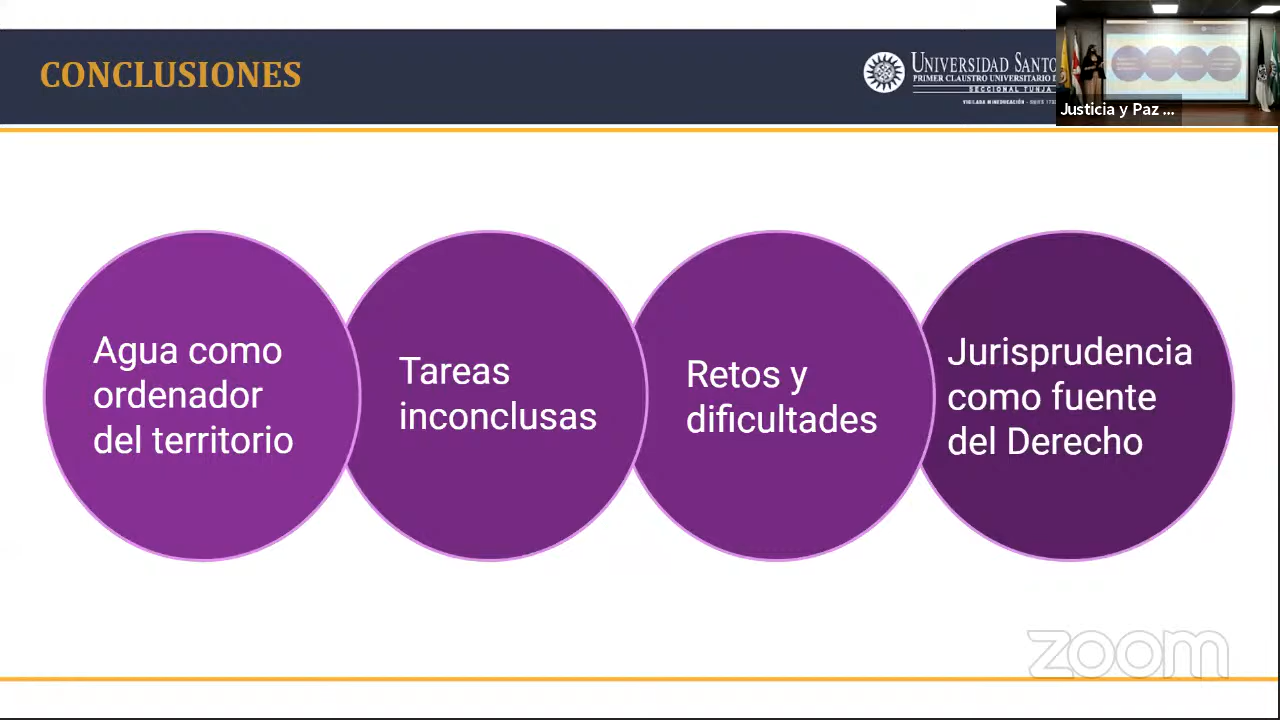 CONCLUSIONES
UNIVERSIDAD SANTO
PRIMER CLAUSTRO UNIVERSITARIO
SECCIONAL TUNJA
Justicia y Paz ...
Agua como
ordenador
del territorio
Tareas
inconclusas
Retos y
dificultades
Jurisprudencia
como fuente
del Derecho
zoom